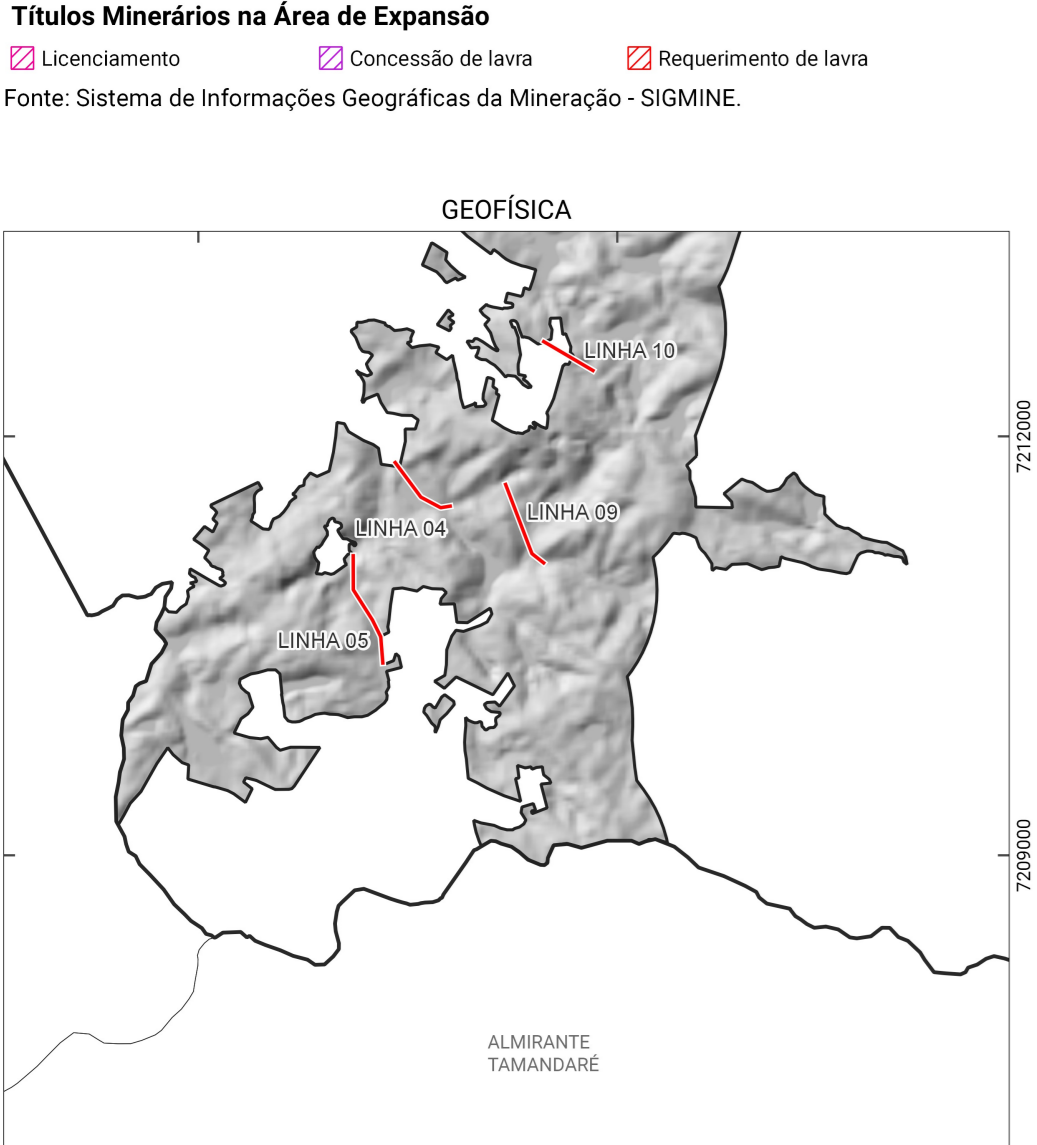 Títulos Minerários na Área de Expansão
Licenciamento
Concessão de lavra
Requerimento de lavra
Fonte: Sistema de Informações Geográficas da Mineração - SIGMINE.
GEOFÍSICA
LINHA 10
7212000
LINHA 09
LINHA 04
LINHA 05
7209000
ALMIRANTE
TAMANDARÉ